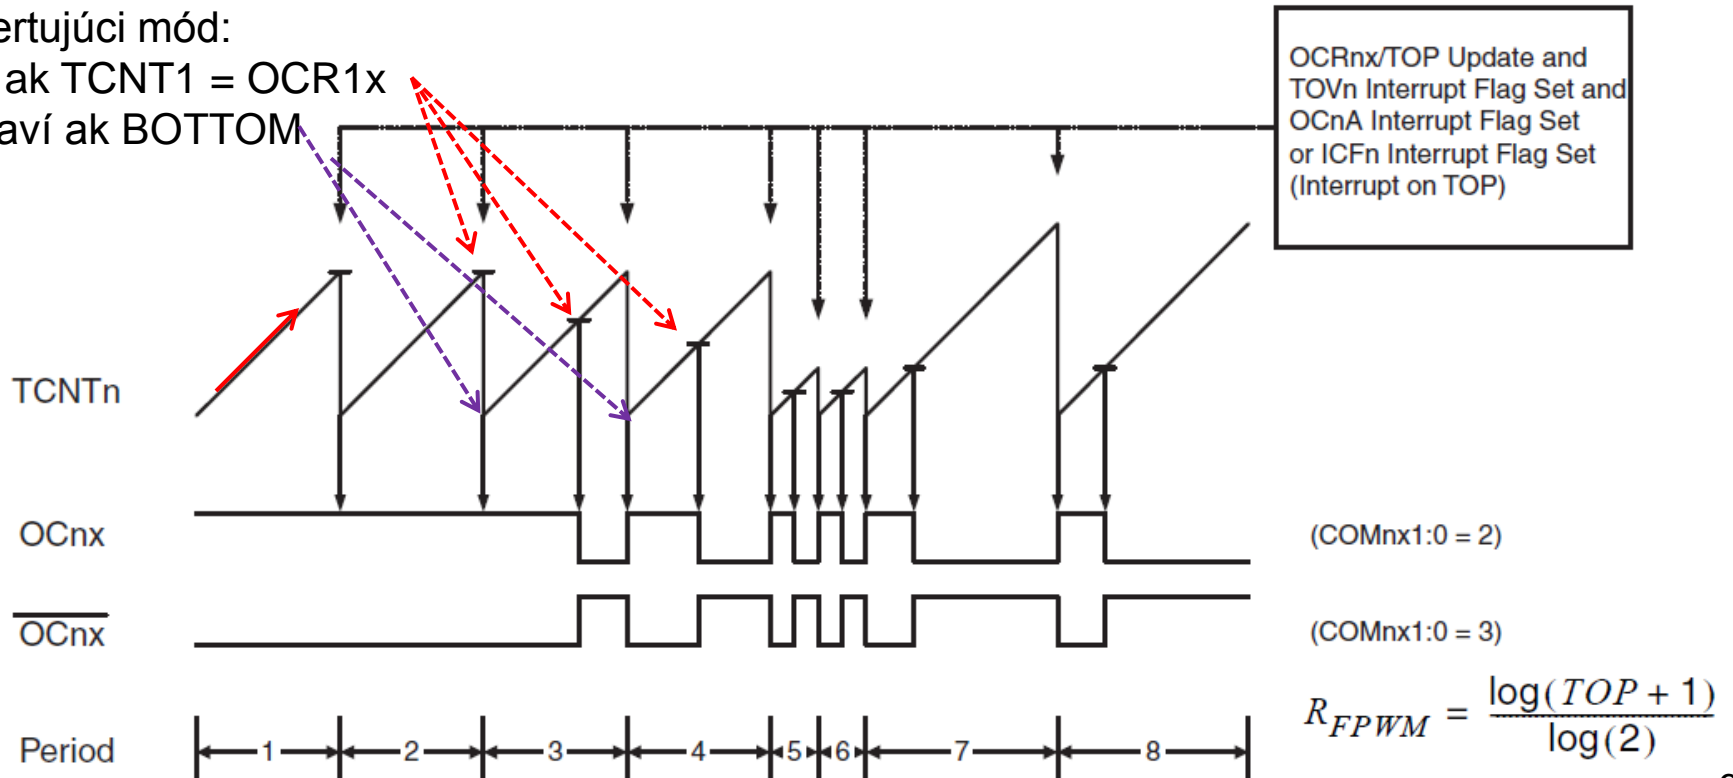 ertujúci mód:
ak TCNT1 = OCR1x
aví ak BOTTOM
OCRnx/TOP Update and
TOVn Interrupt Flag Set and
OCnA Interrupt Flag Set
or ICFn Interrupt Flag Set
(Interrupt on TOP)
TCNTn
OCnx
(COMnx1:0 = 2)
OCnx
(COMnx1:0 = 3)
R_FPWM = log(TOP + 1) / log(2)
Period
1 2 3 4 5 6 7 8